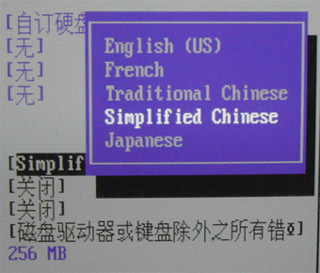 [自订硬盘
[无]
[无]
[无]
English (US)
French
Traditional Chinese
Simplified Chinese
Japanese
[Simplif
[关闭]
[关闭]
[磁盘驱动器或键盘除外之所有错
256 MB